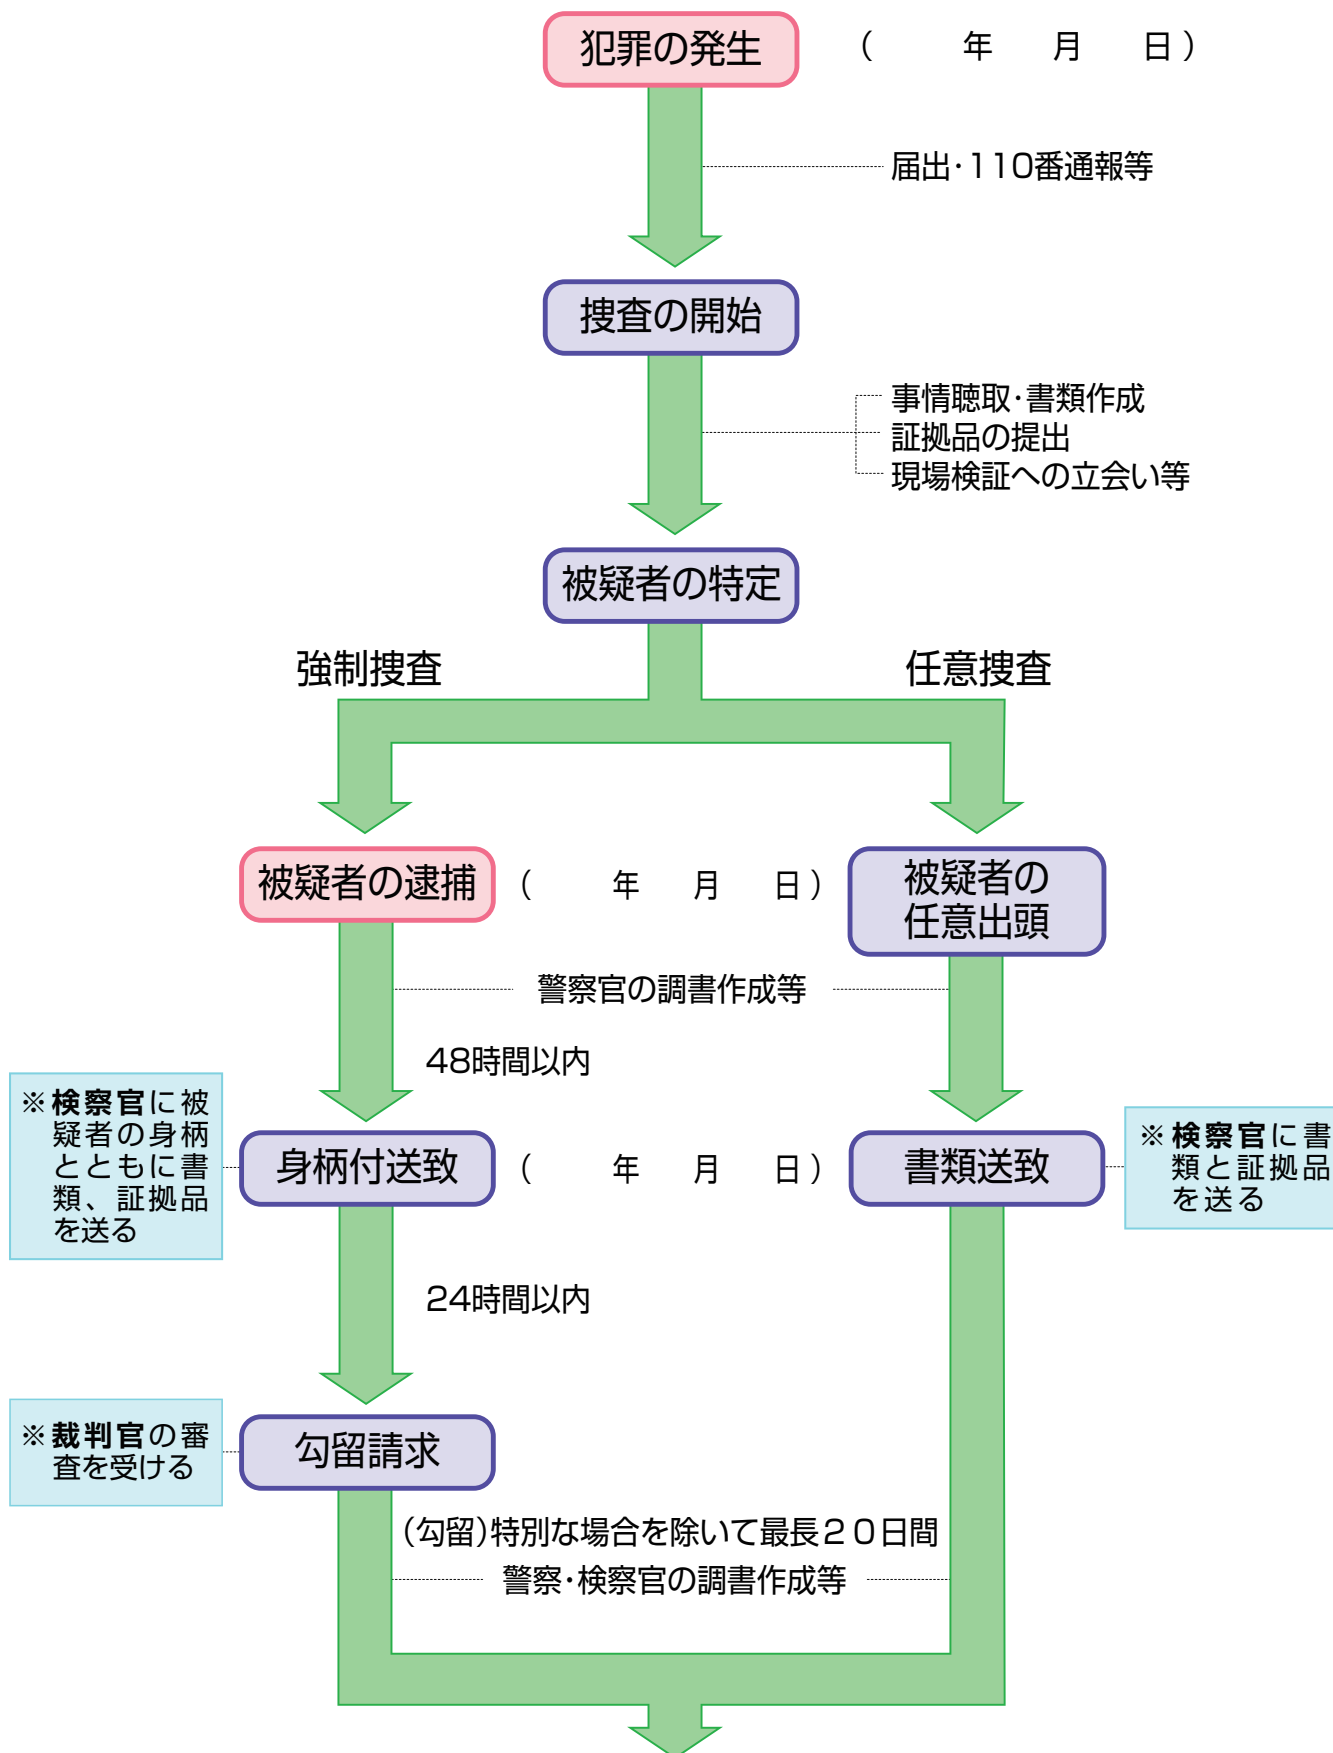 犯罪の発生
(　　年　月　日)
届出・110番通報等
捜査の開始
事情聴取・書類作成
証拠品の提出
現場検証への立会い等
被疑者の特定
強制捜査
任意捜査
被疑者の逮捕
(　　年　月　日)
被疑者の
任意出頭
警察官の調書作成等
48時間以内
※検察官に被
疑者の身柄
とともに書
類、証拠品
を送る
身柄付送致
(　　年　月　日)
書類送致
※検察官に書
類と証拠品
を送る
24時間以内
※裁判官の審
査を受ける
勾留請求
(勾留)特別な場合を除いて最長20日間
警察・検察官の調書作成等